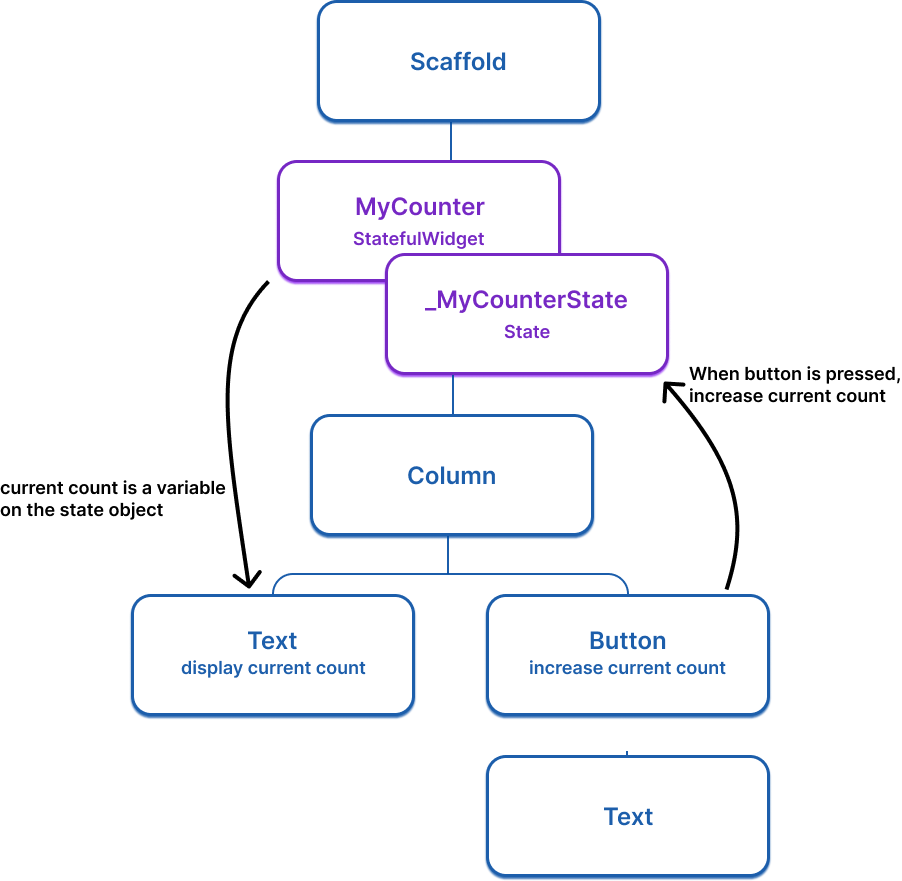 Scaffold
MyCounter
StatefulWidget
_MyCounterState
State
When button is pressed,
increase current count
Column
current count is a variable
on the state object
Text
display current count
Button
increase current count
Text